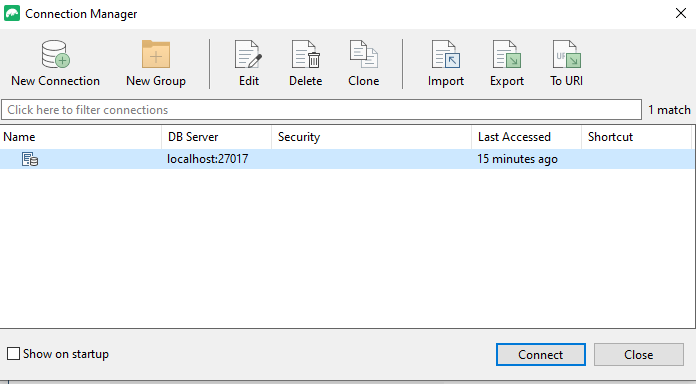 Connection Manager
New Connection New Group Edit Delete Clone Import Export To URI
Click here to filter connections 1 match
Name DB Server Security Last Accessed Shortcut
localhost:27017 15 minutes ago
Show on startup Connect Close